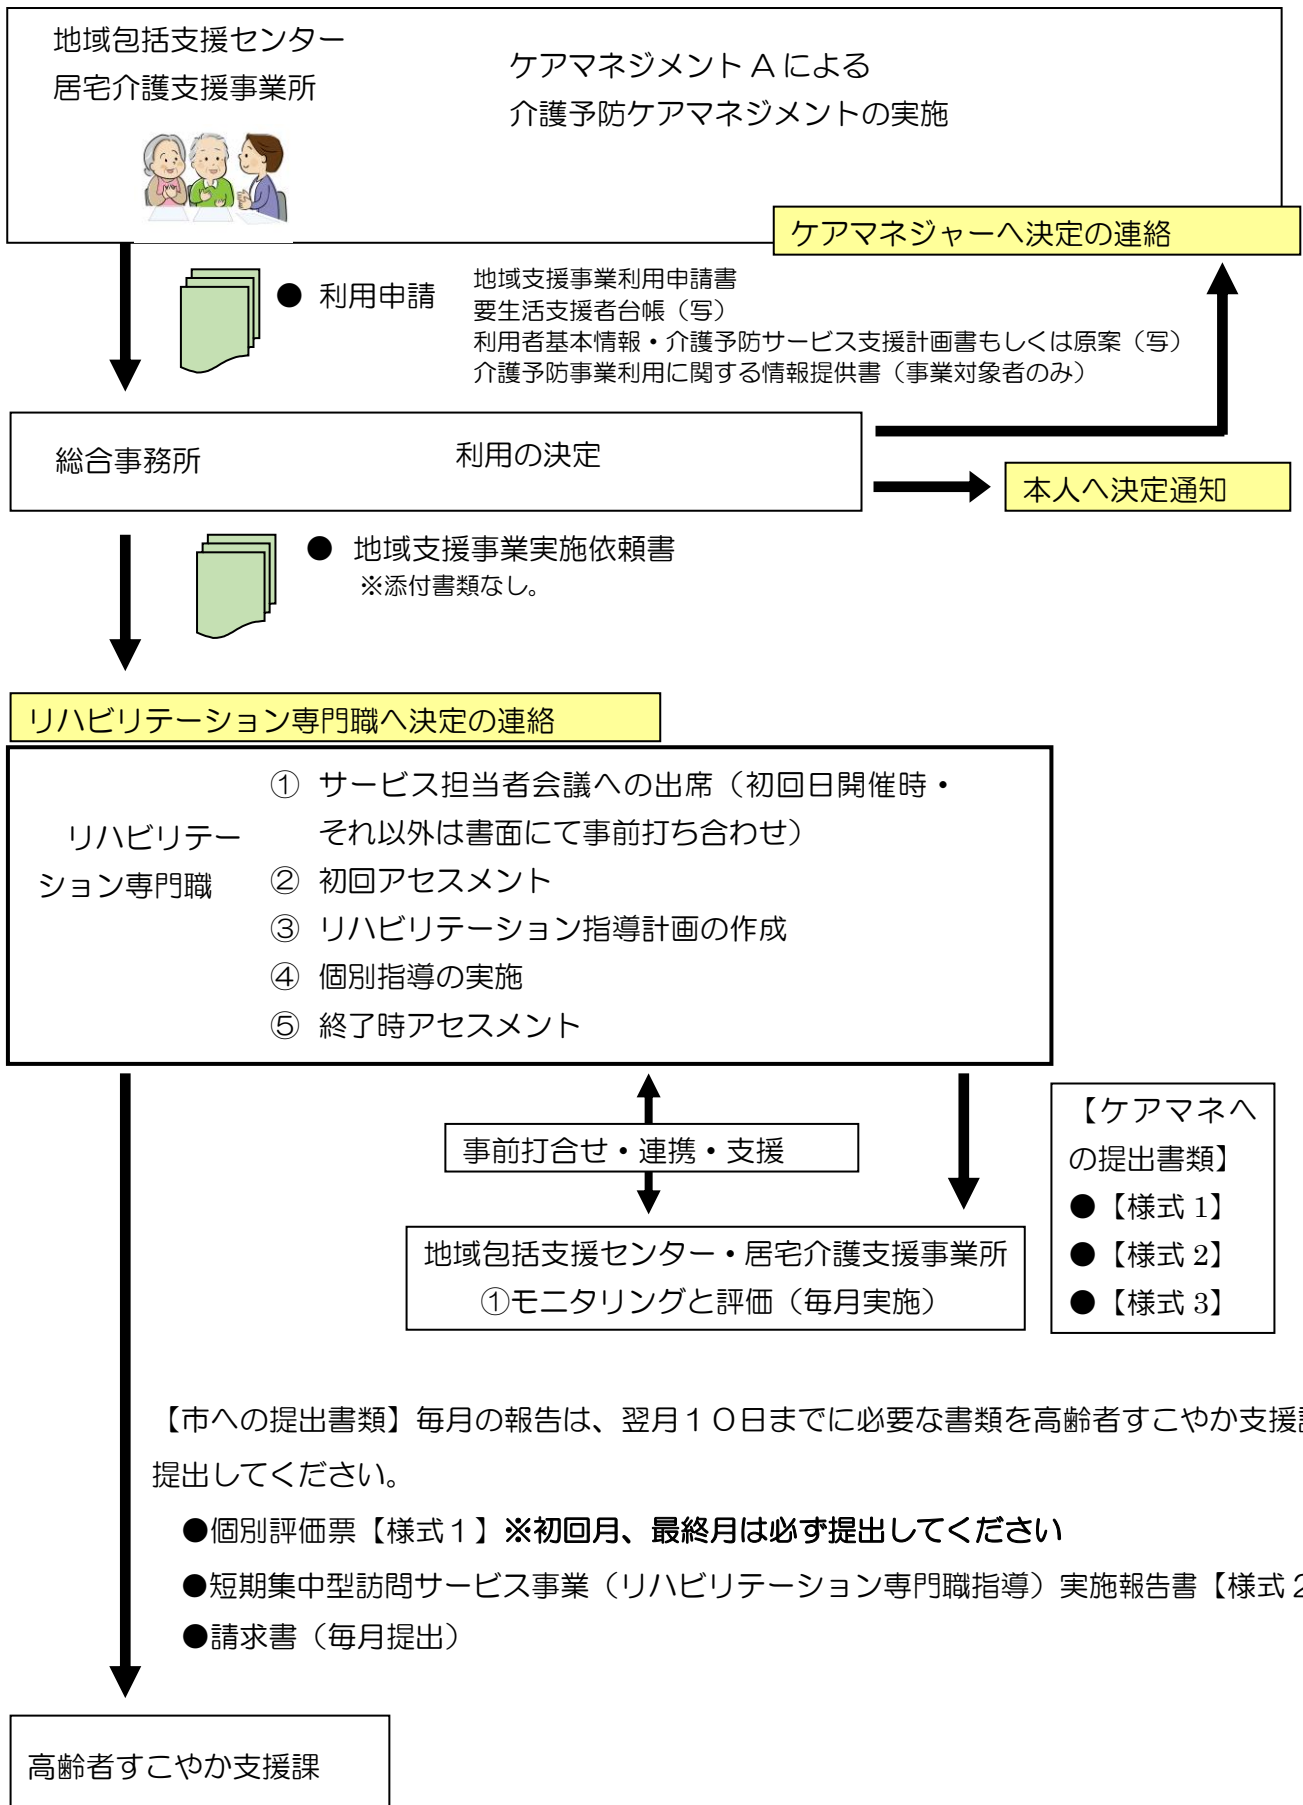 地域包括支援センター
居宅介護支援事業所
ケアマネジメント A による
介護予防ケアマネジメントの実施
ケアマネジャーへ決定の連絡
● 利用申請
地域支援事業利用申請書
要生活支援者台帳（写）
利用者基本情報・介護予防サービス支援計画書もしくは原案（写）
介護予防事業利用に関する情報提供書（事業対象者のみ）
総合事務所
利用の決定
本人へ決定通知
● 地域支援事業実施依頼書
※添付書類なし。
リハビリテーション専門職へ決定の連絡
リハビリテー
ション専門職
① サービス担当者会議への出席（初回日開催時・
それ以外は書面にて事前打ち合わせ）
② 初回アセスメント
③ リハビリテーション指導計画の作成
④ 個別指導の実施
⑤ 終了時アセスメント
事前打合せ・連携・支援
地域包括支援センター・居宅介護支援事業所
①モニタリングと評価（毎月実施）
【ケアマネへ
の提出書類】
●【様式 1】
●【様式 2】
●【様式 3】
【市への提出書類】毎月の報告は、翌月１０日までに必要な書類を高齢者すこやか支援
提出してください。
●個別評価票【様式１】※初回月、最終月は必ず提出してください
●短期集中型訪問サービス事業（リハビリテーション専門職指導）実施報告書【様式 2
●請求書（毎月提出）
高齢者すこやか支援課